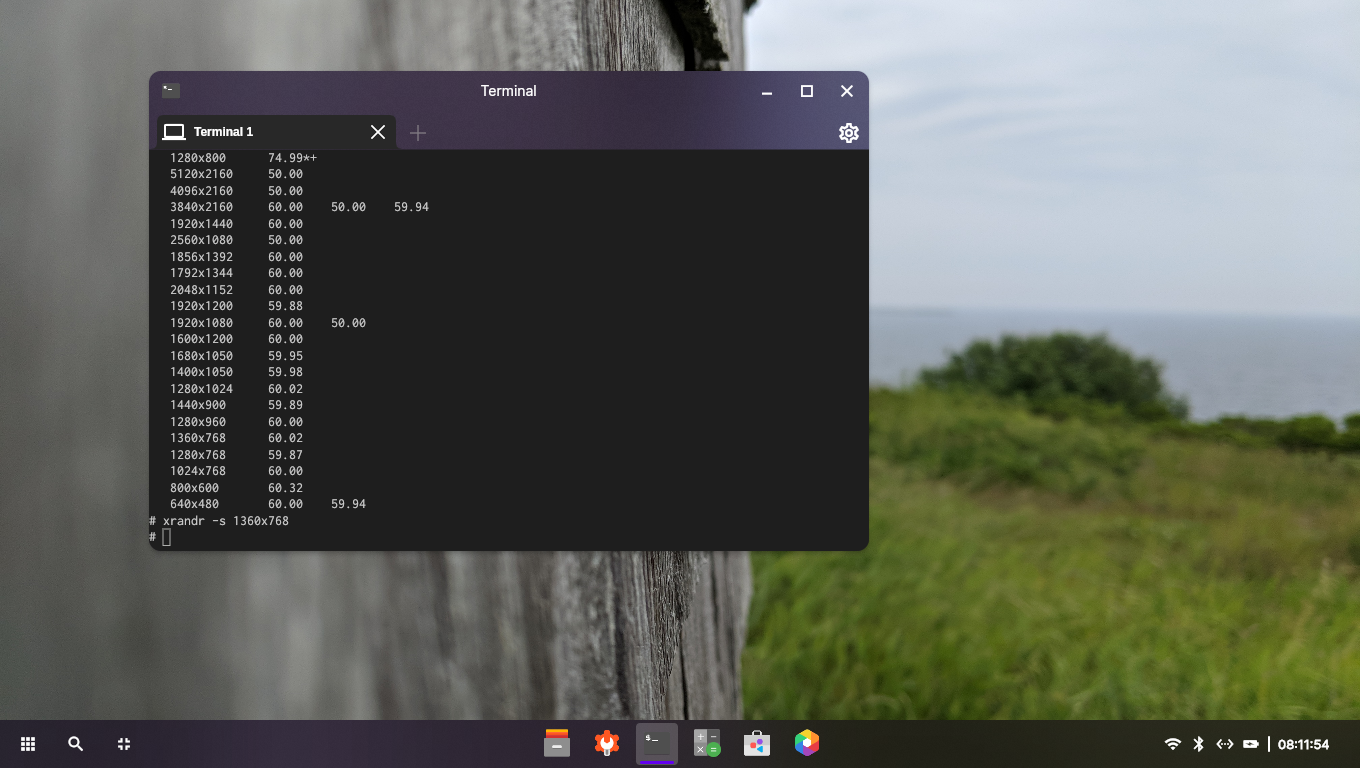 Terminal
Terminal 1
1280x800 74.99*+
5120x2160 50.00
4096x2160 50.00
3840x2160 60.00 50.00 59.94
1920x1440 60.00
2560x1080 50.00
1856x1392 60.00
1792x1344 60.00
2048x1152 60.00
1920x1200 59.88
1920x1080 60.00 50.00
1600x1200 60.00
1680x1050 59.95
1400x1050 59.98
1280x1024 60.02
1440x900 59.89
1280x960 60.00
1360x768 60.02
1280x768 59.87
1024x768 60.00
800x600 60.32
640x480 60.00 59.94
# xrandr -s 1360x768
#
08:11:54